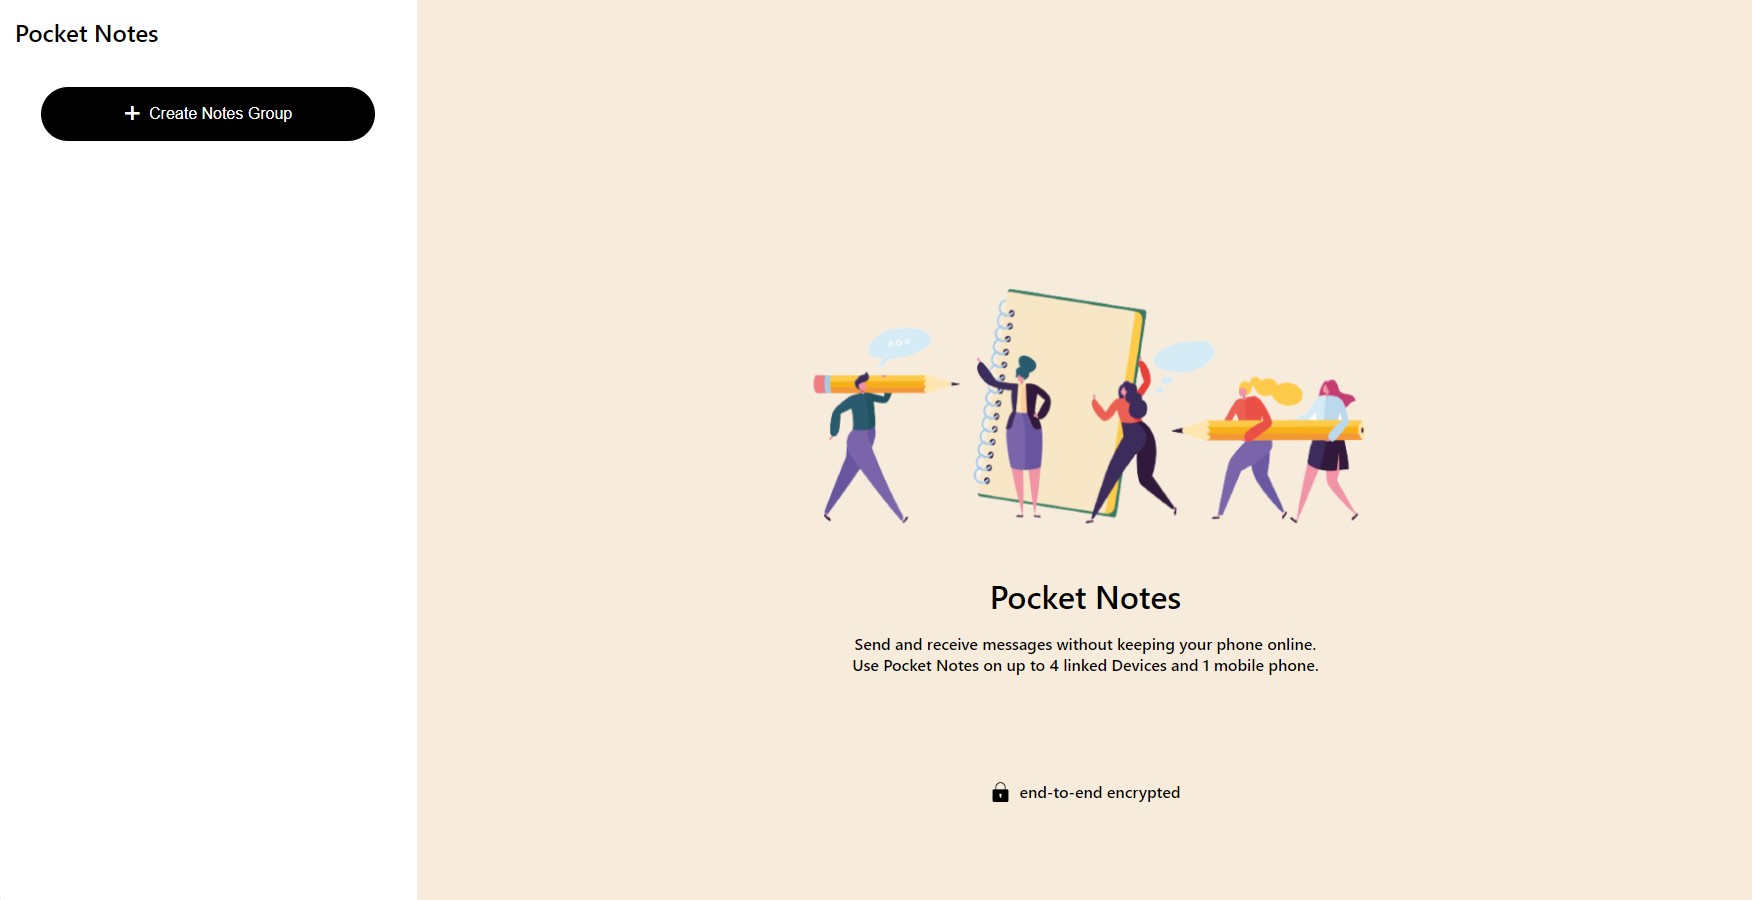 Pocket Notes
+ Create Notes Group
Pocket Notes
Send and receive messages without keeping your phone online.
Use Pocket Notes on up to 4 linked Devices and 1 mobile phone.
end-to-end encrypted